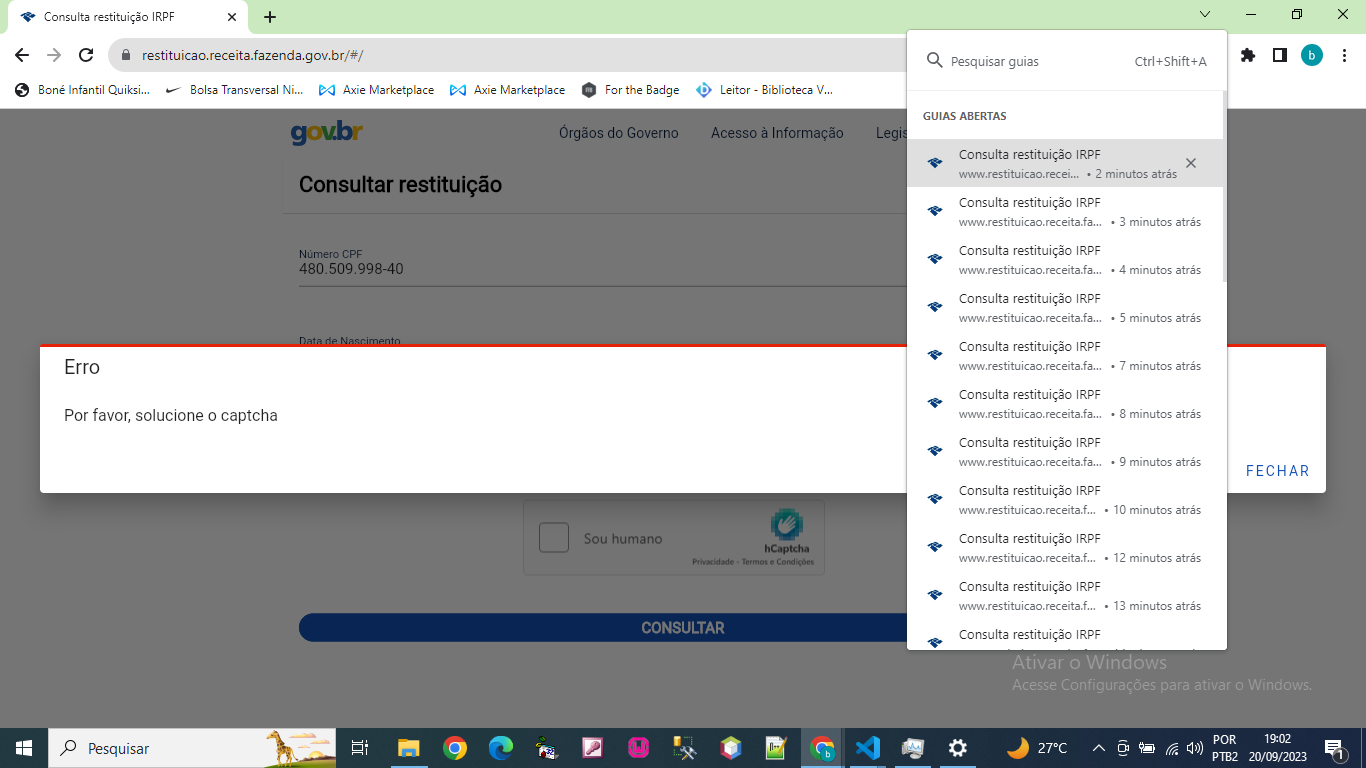 Consulta restituição IRPF
restituicao.receita.fazenda.gov.br/#/
Boné Infantil Quiksi...
Bolsa Transversal Ni...
Axie Marketplace
Axie Marketplace
For the Badge
Leitor - Biblioteca V...
b
gov.br
Órgãos do Governo
Acesso à Informação
Legis
Consultar restituição
Número CPF
480.509.998-40
Data de Nascimento
Erro
Por favor, solucione o captcha
FECHAR
Sou humano
hCaptcha
Privacidade - Termos e Condições
CONSULTAR
Pesquisar guias
Ctrl+Shift+A
GUIAS ABERTAS
Consulta restituição IRPF
www.restituicao.recei... • 2 minutos atrás
Consulta restituição IRPF
www.restituicao.receita.fa... • 3 minutos atrás
Consulta restituição IRPF
www.restituicao.receita.fa... • 4 minutos atrás
Consulta restituição IRPF
www.restituicao.receita.fa... • 5 minutos atrás
Consulta restituição IRPF
www.restituicao.receita.fa... • 7 minutos atrás
Consulta restituição IRPF
www.restituicao.receita.fa... • 8 minutos atrás
Consulta restituição IRPF
www.restituicao.receita.fa... • 9 minutos atrás
Consulta restituição IRPF
www.restituicao.receita.f... • 10 minutos atrás
Consulta restituição IRPF
www.restituicao.receita.f... • 12 minutos atrás
Consulta restituição IRPF
www.restituicao.receita.f... • 13 minutos atrás
Consulta restituição IRPF
Ativar o Windows
Acesse Configurações para ativar o Windows.
Pesquisar
b
27°C
POR
PTB2
19:02
20/09/2023
1